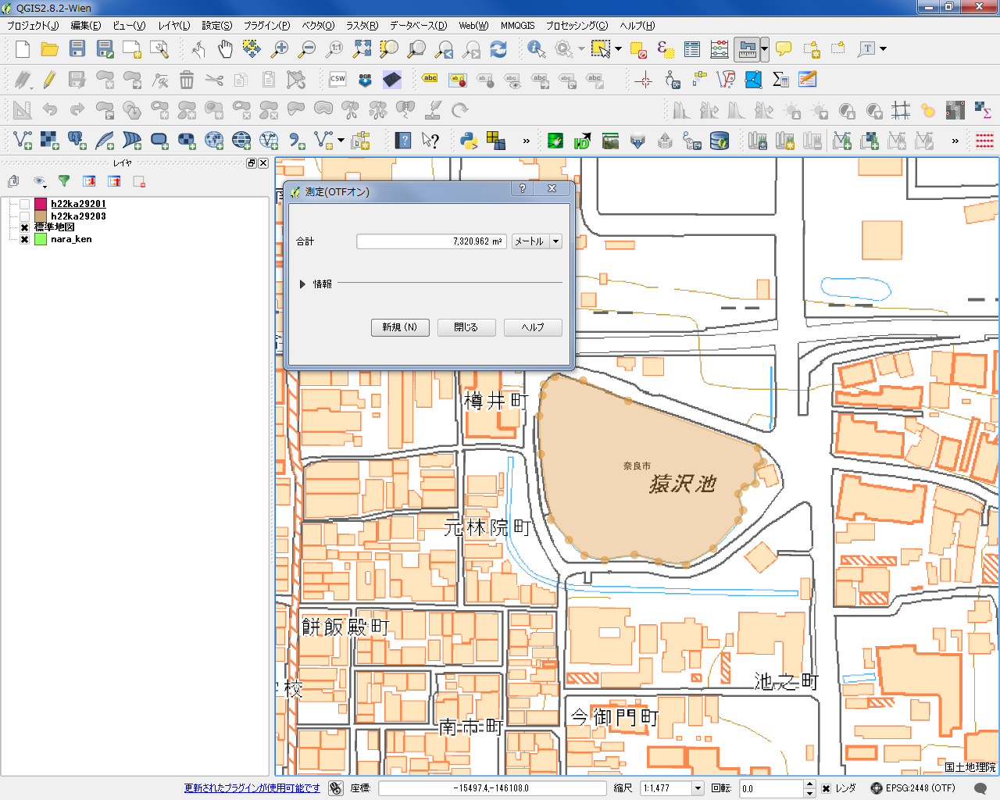 QGIS2.8.2-Wien
プロジェクト(J) 編集(E) ビュー(V) レイヤ(L) 設定(S) プラグイン(P) ベクタ(O) ラスタ(R) データベース(D) Web(W) MMQGIS プロセッシング(C) ヘルプ(H)
レイヤ
h22ka29201
h22ka29203
標準地図
nara_ken
測定(OTFオン)
合計 7,320.962 m² メートル
情報
新規 (N) 閉じる ヘルプ
樽井町
奈良市
猿沢池
元林院町
餅飯殿町
池之町
校
今御門町
南市町
国土地理院
更新されたプラグインが使用可能です 座標: -15497.4,-146108.0 縮尺 1:1,477 回転: 0.0 レンダ EPSG:2448 (OTF)